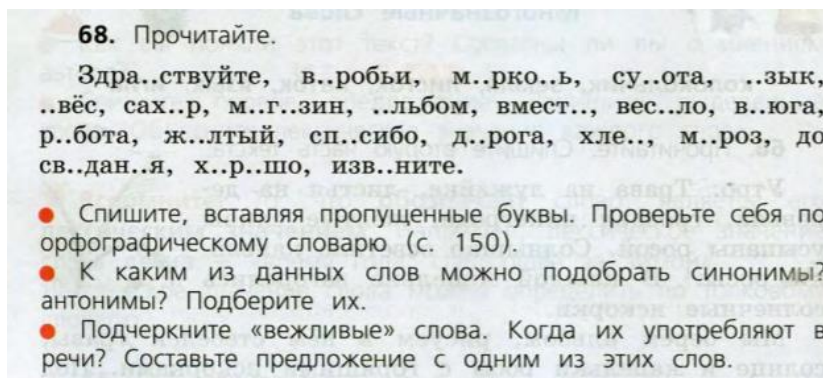 68. Прочитайте.
Здра..ствуйте, в..робьи, м..рко..ь, су..ота, ..зык,
..вёс, сах..р, м..г..зин, ..льбом, вмест.., вес..ло, в..юга,
р..бота, ж..лтый, сп..сибо, д..рога, хле.., м..роз, до
св..дан..я, х..р..шо, изв..ните.
● Спишите, вставляя пропущенные буквы. Проверьте себя по
орфографическому словарю (с. 150).
● К каким из данных слов можно подобрать синонимы?
антонимы? Подберите их.
● Подчеркните «вежливые» слова. Когда их употребляют в
речи? Составьте предложение с одним из этих слов.